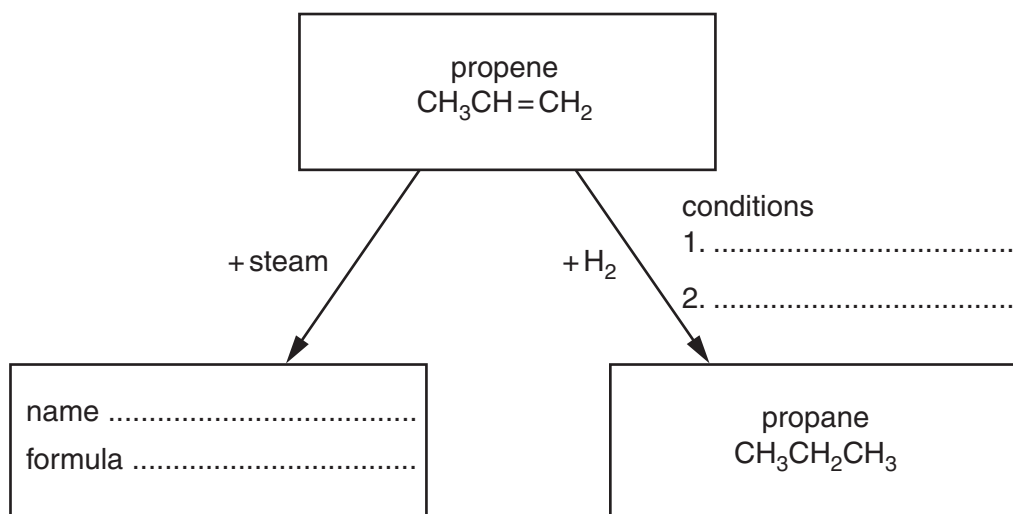 propene
CH₃CH=CH₂
conditions
1. ....................................
+ steam
+ H₂
2. ....................................
name .....................................
formula ..................................
propane
CH₃CH₂CH₃